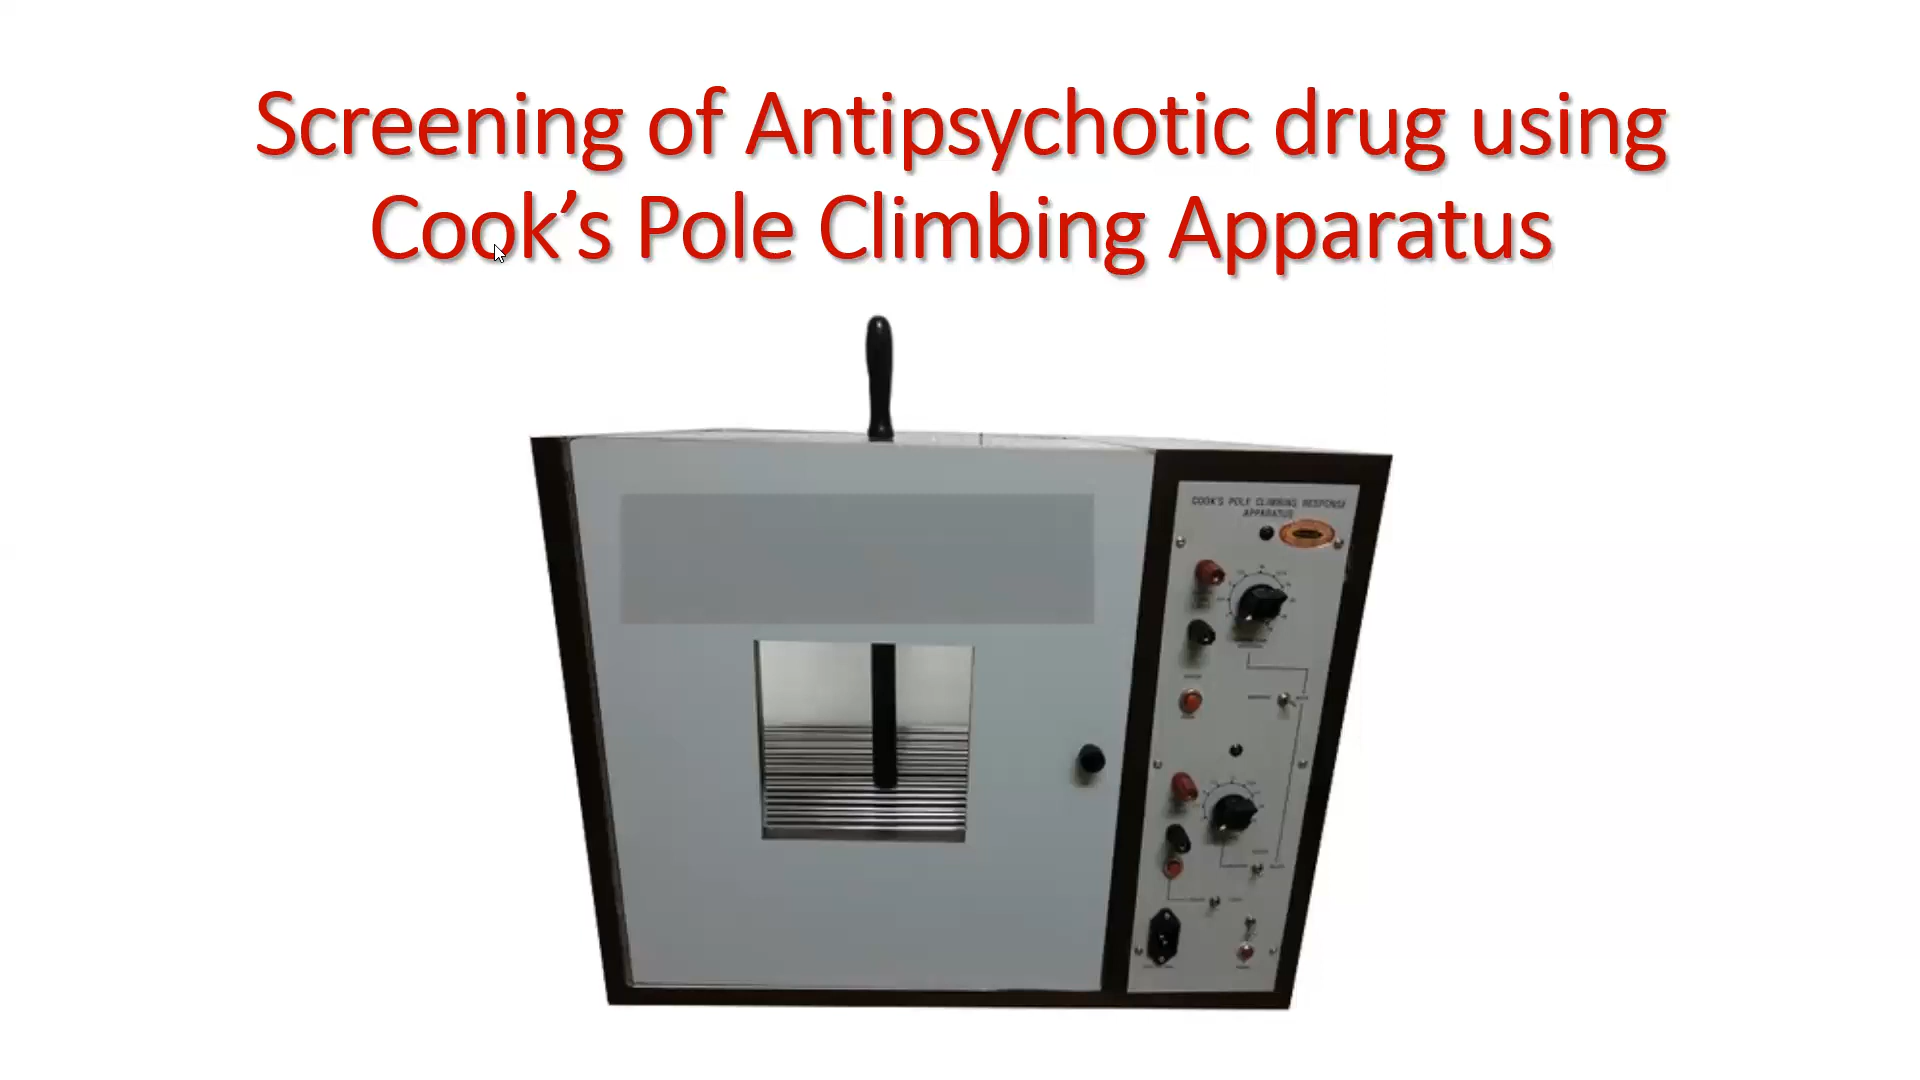 Screening of Antipsychotic drug using
Cook’s Pole Climbing Apparatus
COOK'S POLE CLIMBING RESPONSE
APPARATUS